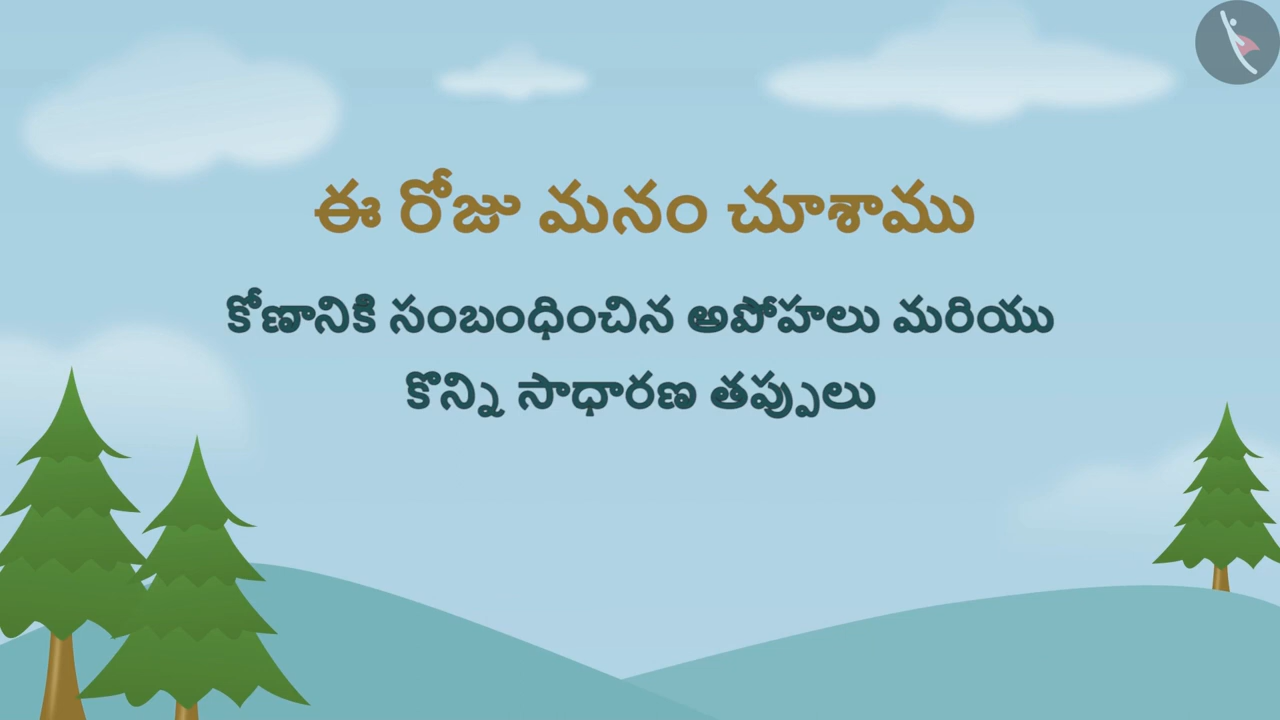 ఈ రోజు మనం చూశాము
కోణానికి సంబంధించిన అపోహలు మరియు
కొన్ని సాధారణ తప్పులు